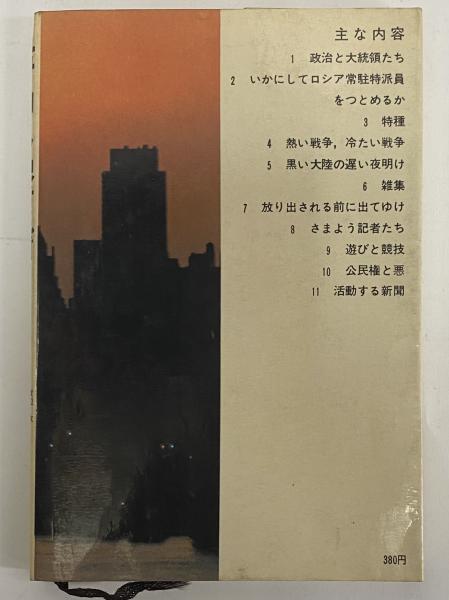 主な内容
1 政治と大統領たち
2 いかにしてロシア常駐特派員
をつとめるか
3 特種
4 熱い戦争，冷たい戦争
5 黒い大陸の遅い夜明け
6 雑集
7 放り出される前に出てゆけ
8 さまよう記者たち
9 遊びと競技
10 公民権と悪
11 活動する新聞
380円